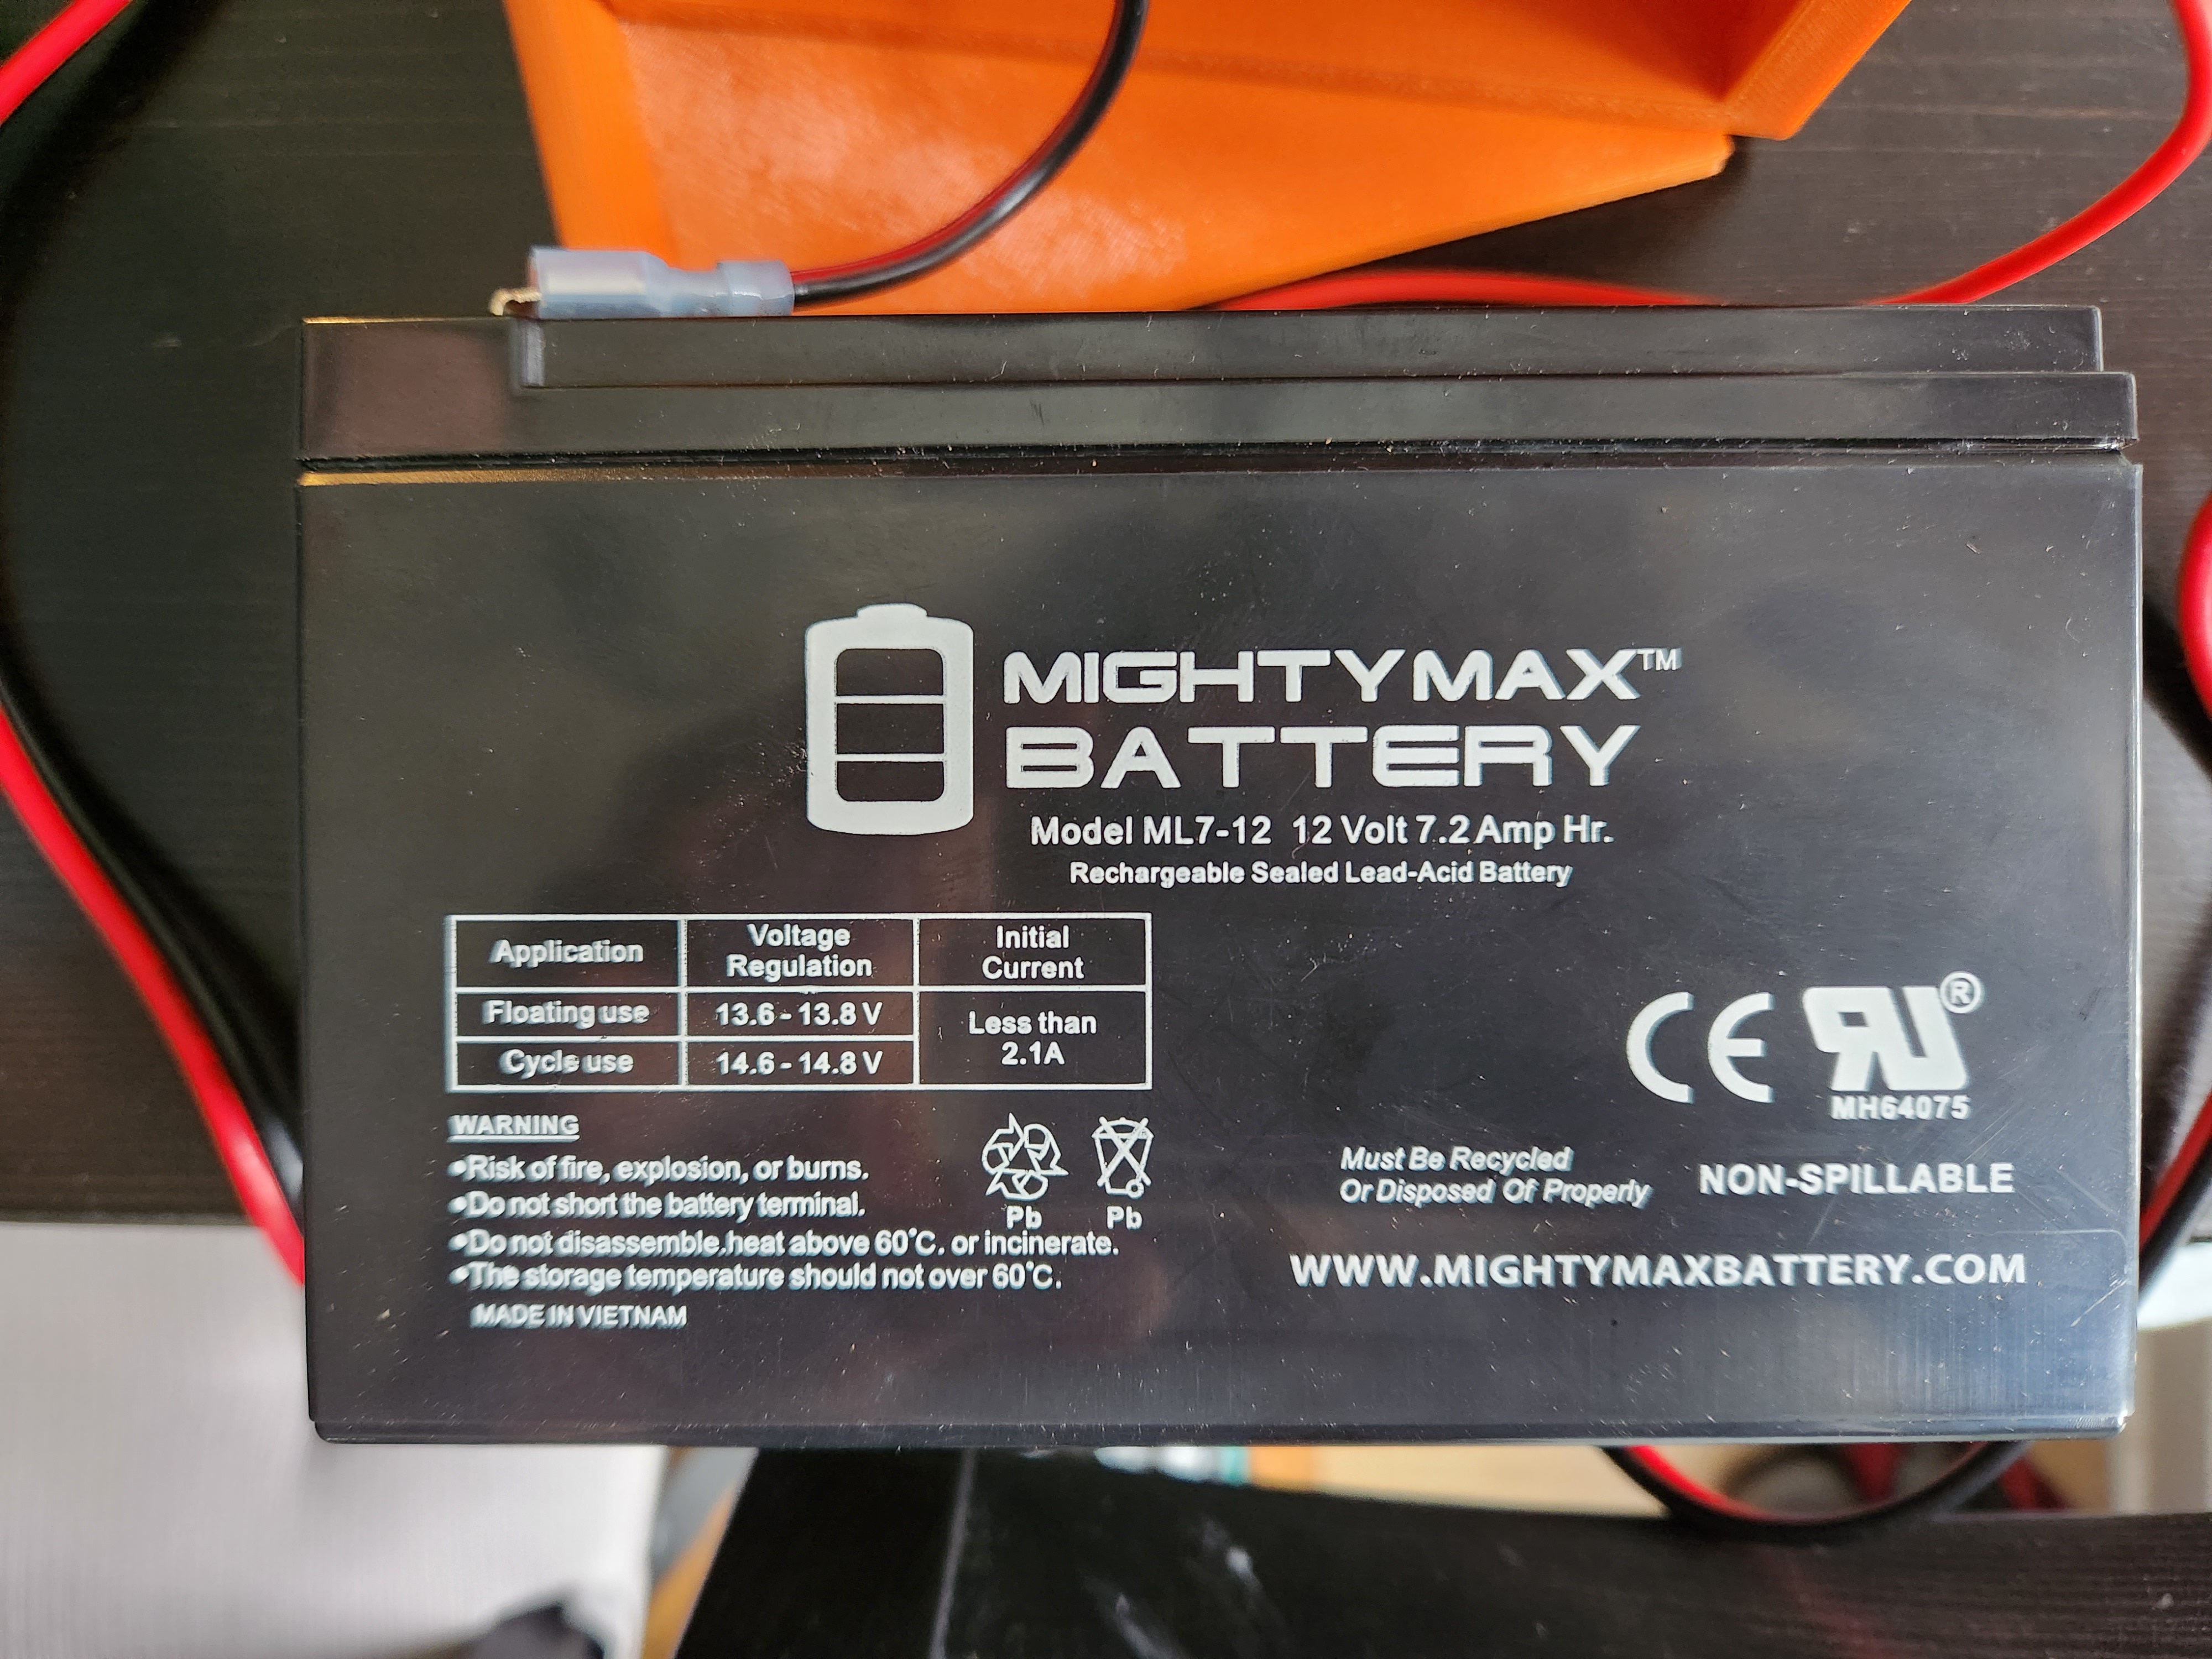 MIGHTYMAX™
BATTERY
Model ML7-12 12 Volt 7.2 Amp Hr.
Rechargeable Sealed Lead-Acid Battery
Application Voltage Regulation Initial Current
Floating use 13.6 - 13.8 V Less than 2.1A
Cycle use 14.6 - 14.8 V
WARNING
•Risk of fire, explosion, or burns.
•Do not short the battery terminal.
•Do not disassemble,heat above 60°C, or incinerate.
•The storage temperature should not over 60°C.
MADE IN VIETNAM
Pb Pb
CE
RU®
MH64075
Must Be Recycled
Or Disposed Of Properly
NON-SPILLABLE
WWW.MIGHTYMAXBATTERY.COM